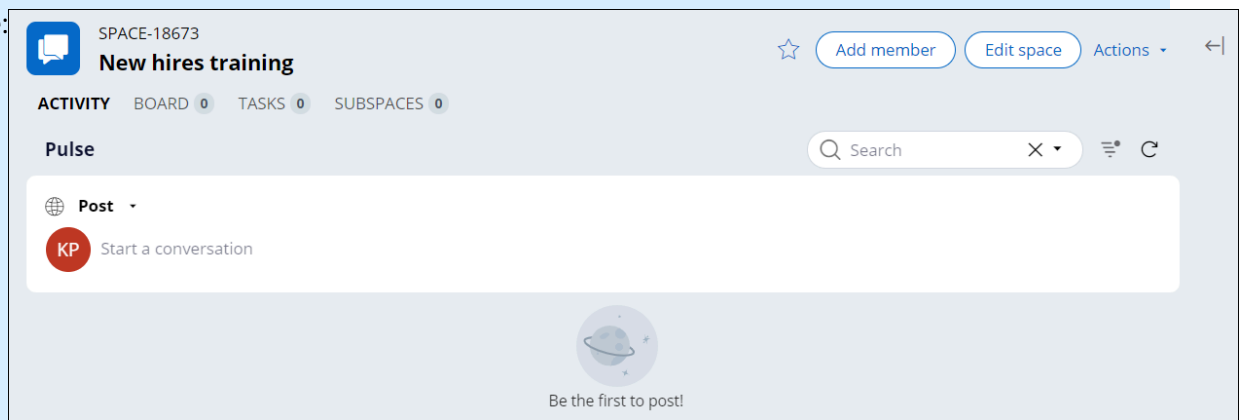 :
SPACE-18673
New hires training
Add member Edit space Actions
ACTIVITY BOARD 0 TASKS 0 SUBSPACES 0
Pulse
Search
Post
KP Start a conversation
Be the first to post!